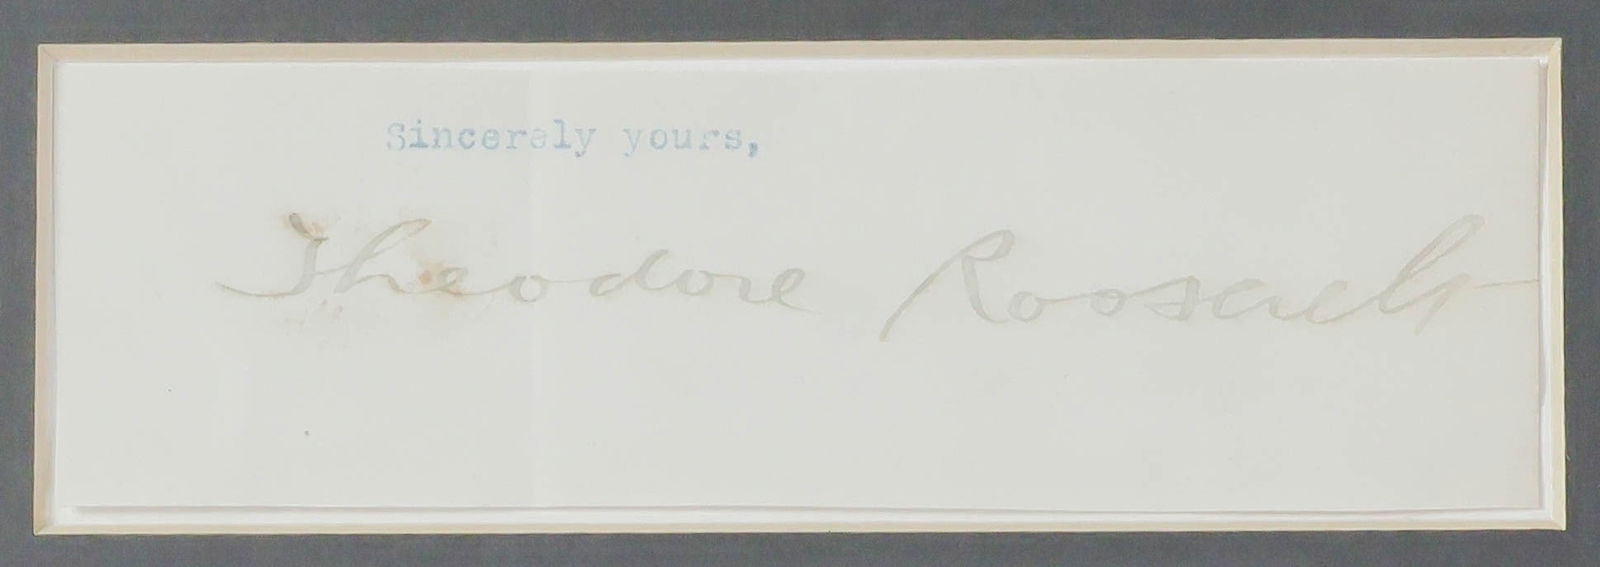 Sincerely yours,
Theodore Roosevelt